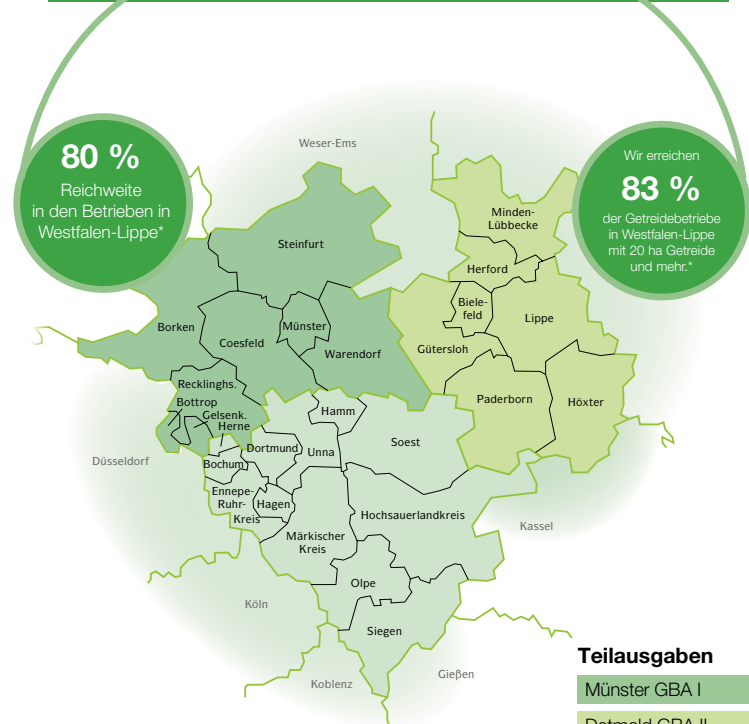 80 %
Reichweite
in den Betrieben in
Westfalen-Lippe*
Wir erreichen
83 %
der Getreidebetriebe
in Westfalen-Lippe
mit 20 ha Getreide
und mehr.*
Weser-Ems
Minden-
Lübbecke
Steinfurt
Herford
Biele-
feld
Lippe
Borken
Coesfeld
Münster
Warendorf
Gütersloh
Recklinghs.
Bottrop
Gelsenk.
Herne
Paderborn
Höxter
Hamm
Soest
Düsseldorf
Bochum
Dortmund
Unna
Ennepe-
Ruhr-
Kreis
Hagen
Hochsauerlandkreis
Kassel
Märkischer
Kreis
Olpe
Köln
Siegen
Koblenz
Gießen
Teilausgaben
Münster GBA I
Detmold GBA II